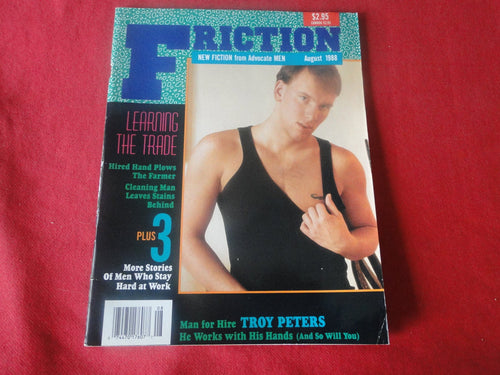 $2.95
FRICTION
NEW FICTION from Advocate MEN August 1988
LEARNING
THE TRADE
Hired Hand Plows
The Farmer
Cleaning Man
Leaves Stains
Behind
PLUS 3
More Stories
Of Men Who Stay
Hard at Work
Man for Hire TROY PETERS
He Works with His Hands (And So Will You)
08